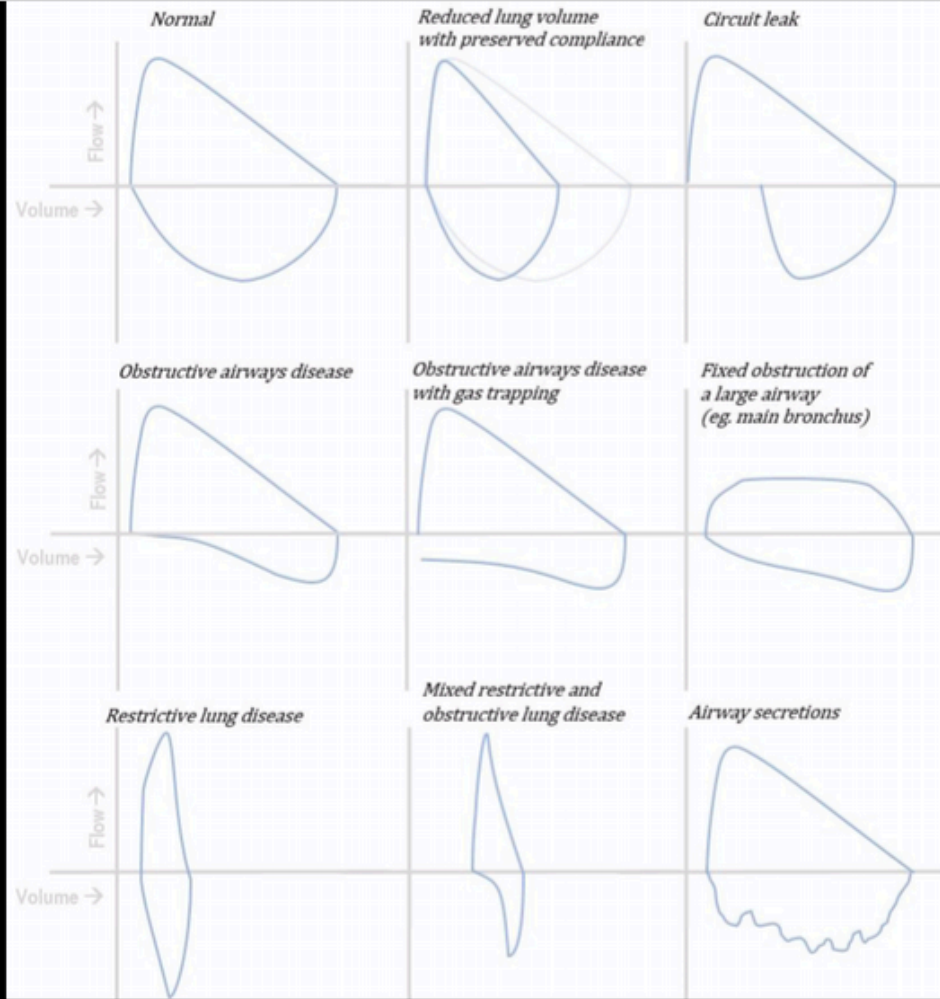 Normal
Reduced lung volume
with preserved compliance
Circuit leak
Flow →
Volume →
Obstructive airways disease
Obstructive airways disease
with gas trapping
Fixed obstruction of
a large airway
(eg. main bronchus)
Flow →
Volume →
Restrictive lung disease
Mixed restrictive and
obstructive lung disease
Airway secretions
Flow →
Volume →